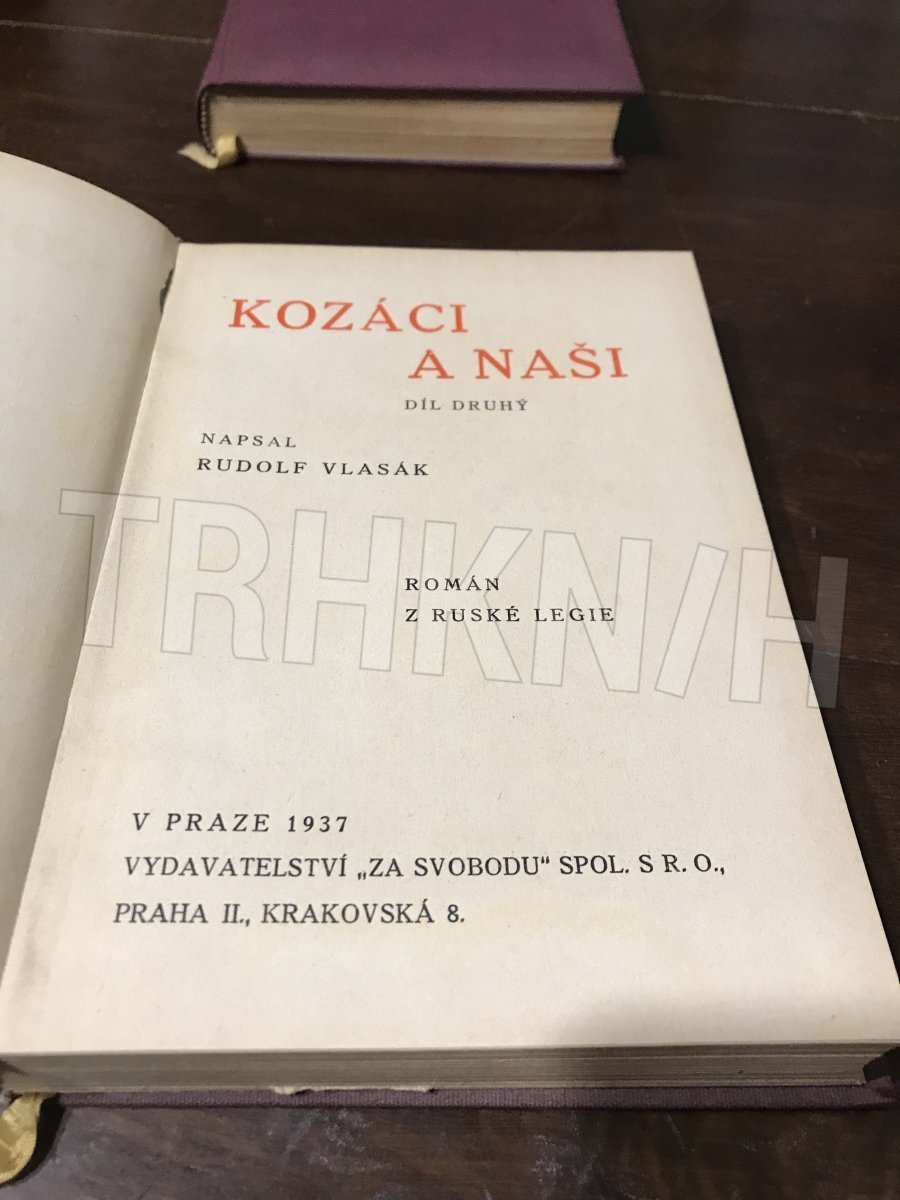 KOZÁCI
A NAŠI
DÍL DRUHÝ
NAPSAL
RUDOLF VLASÁK
TRHKN/H
ROMÁN
Z RUSKÉ LEGIE
V PRAZE 1937
VYDAVATELSTVÍ „ZA SVOBODU“ SPOL. S R. O.,
PRAHA II., KRAKOVSKÁ 8.